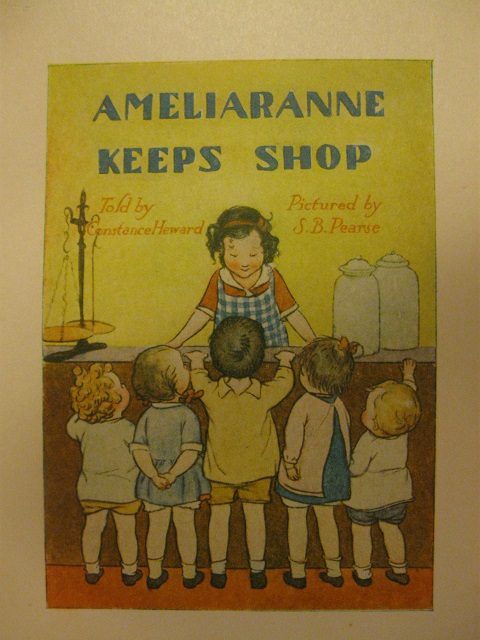 AMELIARANNE
KEEPS SHOP
Told by
Constance Heward
Pictured by
S.B. Pearse